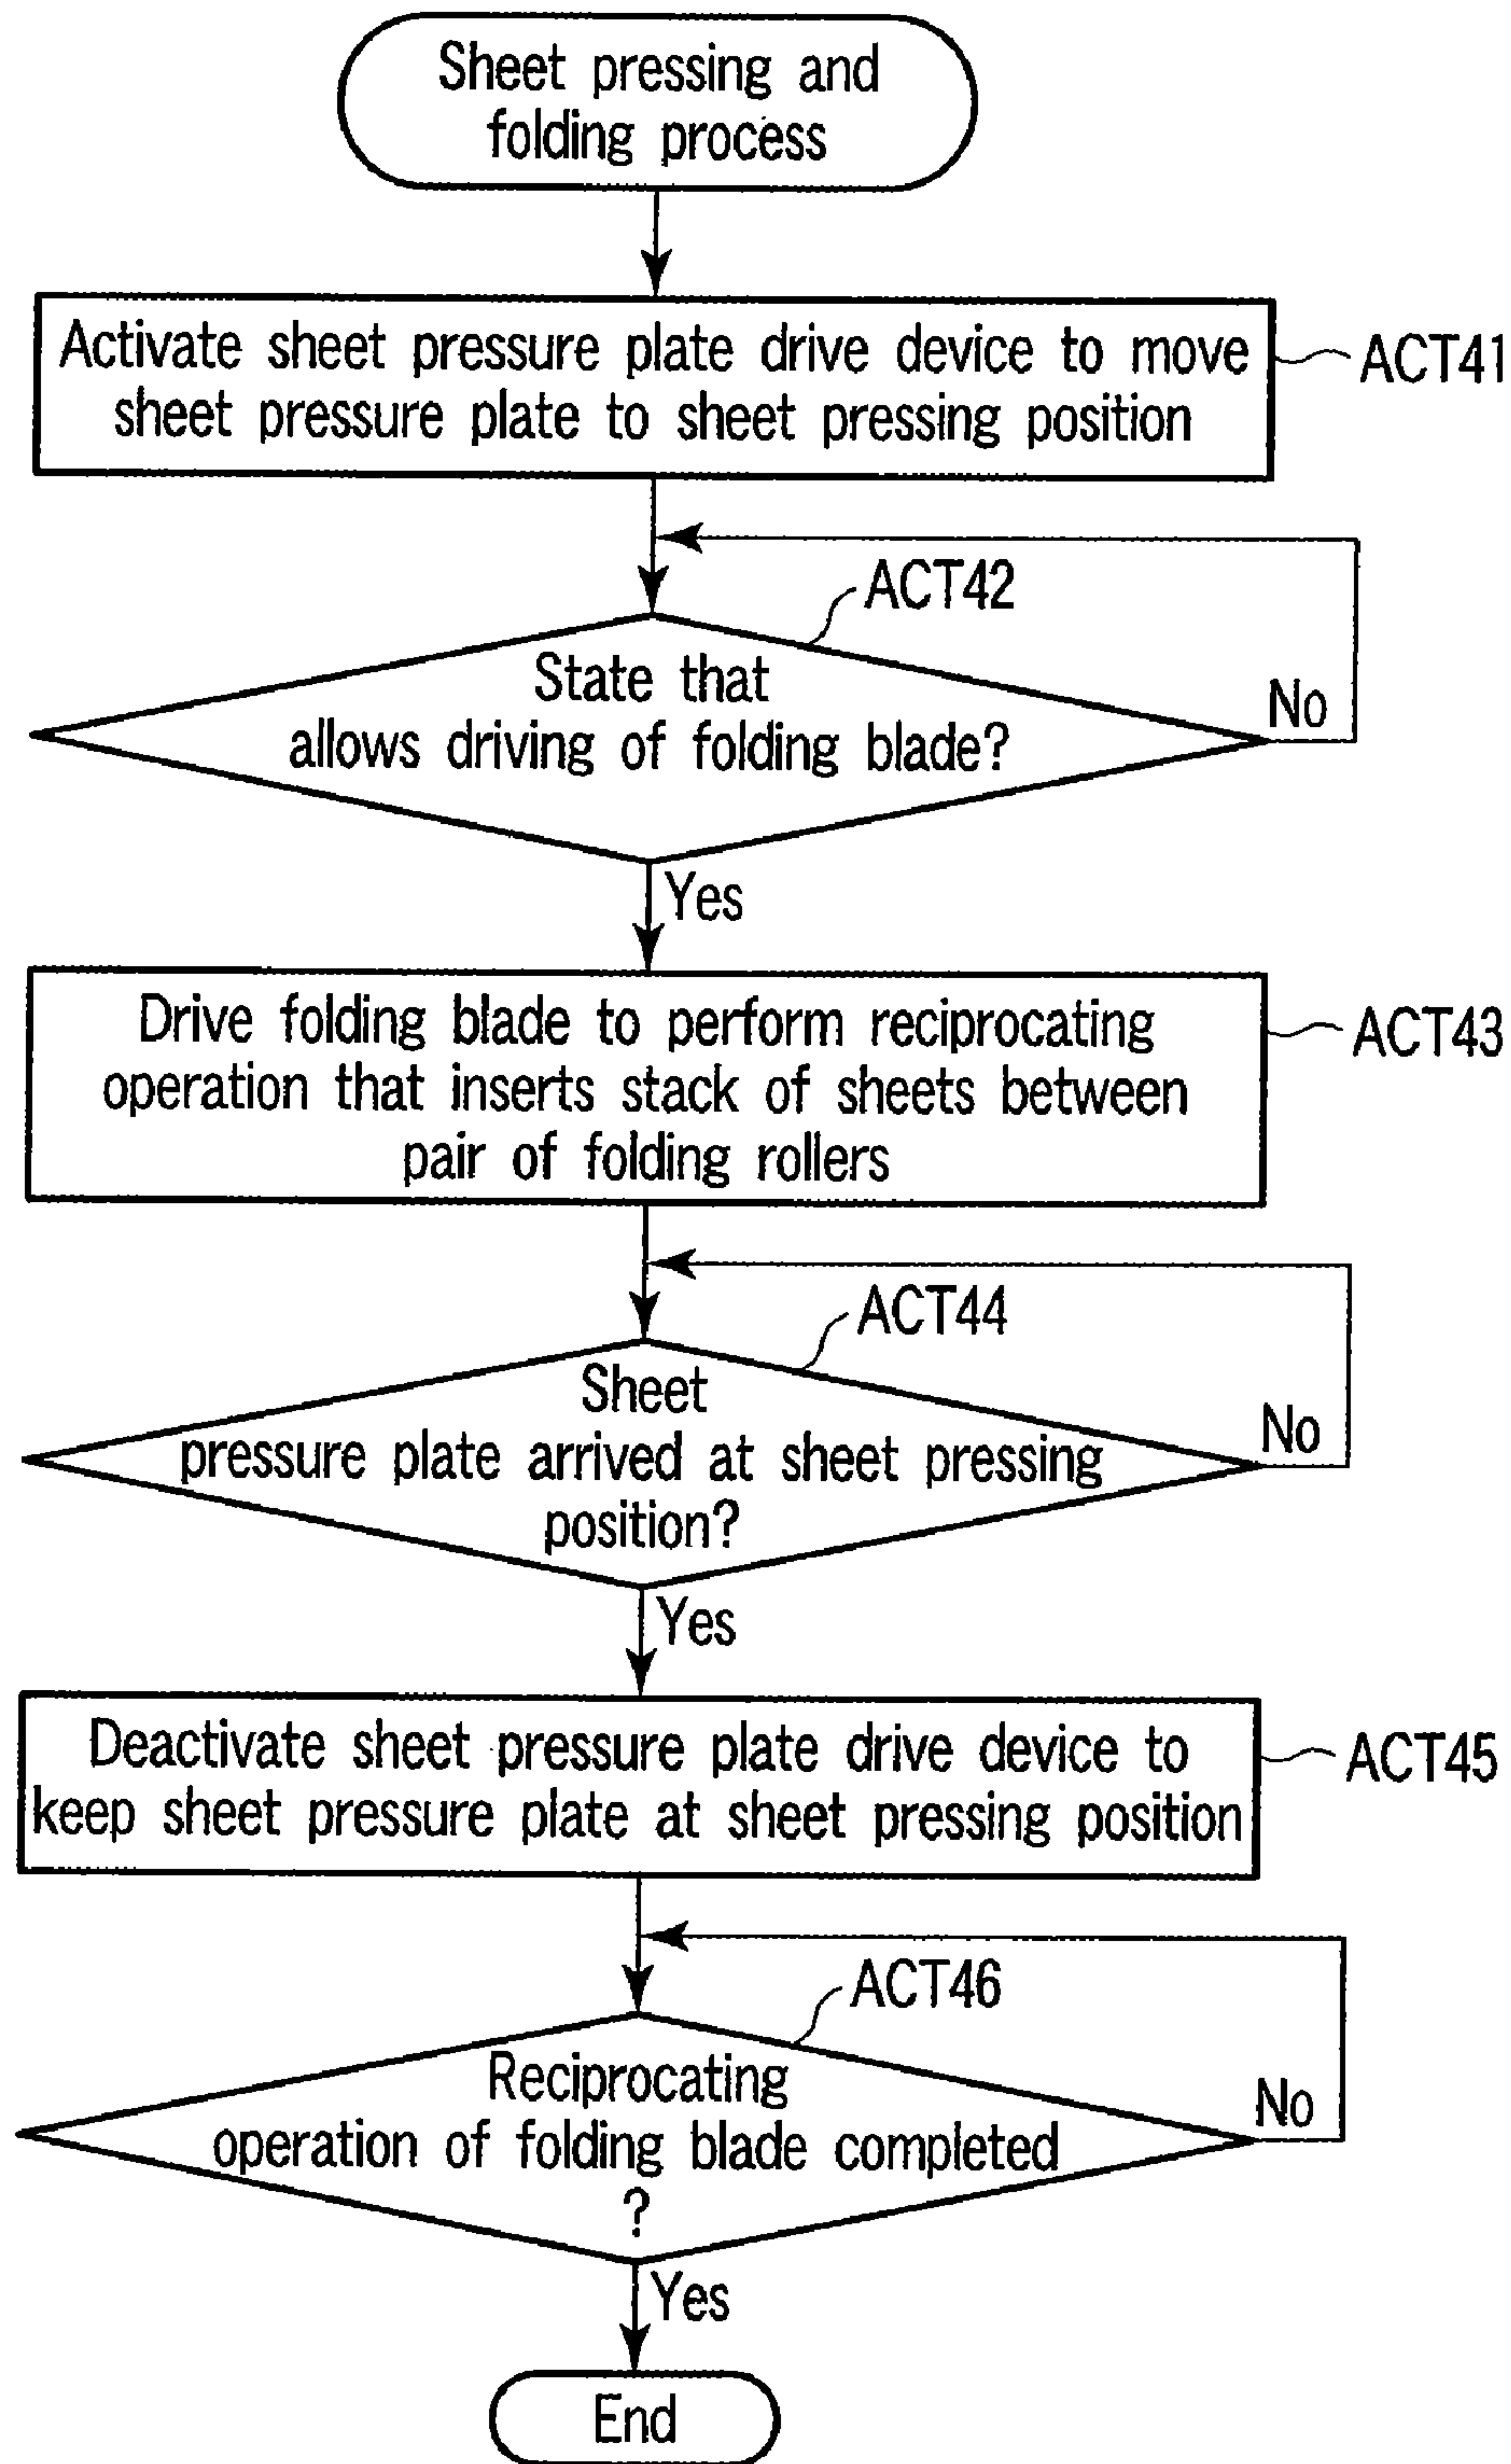 Sheet pressing and
folding process
Activate sheet pressure plate drive device to move
sheet pressure plate to sheet pressing position
ACT41
ACT42
State that
allows driving of folding blade?
No
Yes
Drive folding blade to perform reciprocating
operation that inserts stack of sheets between
pair of folding rollers
ACT43
ACT44
Sheet
pressure plate arrived at sheet pressing
position?
No
Yes
Deactivate sheet pressure plate drive device to
keep sheet pressure plate at sheet pressing position
ACT45
ACT46
Reciprocating
operation of folding blade completed
?
No
Yes
End